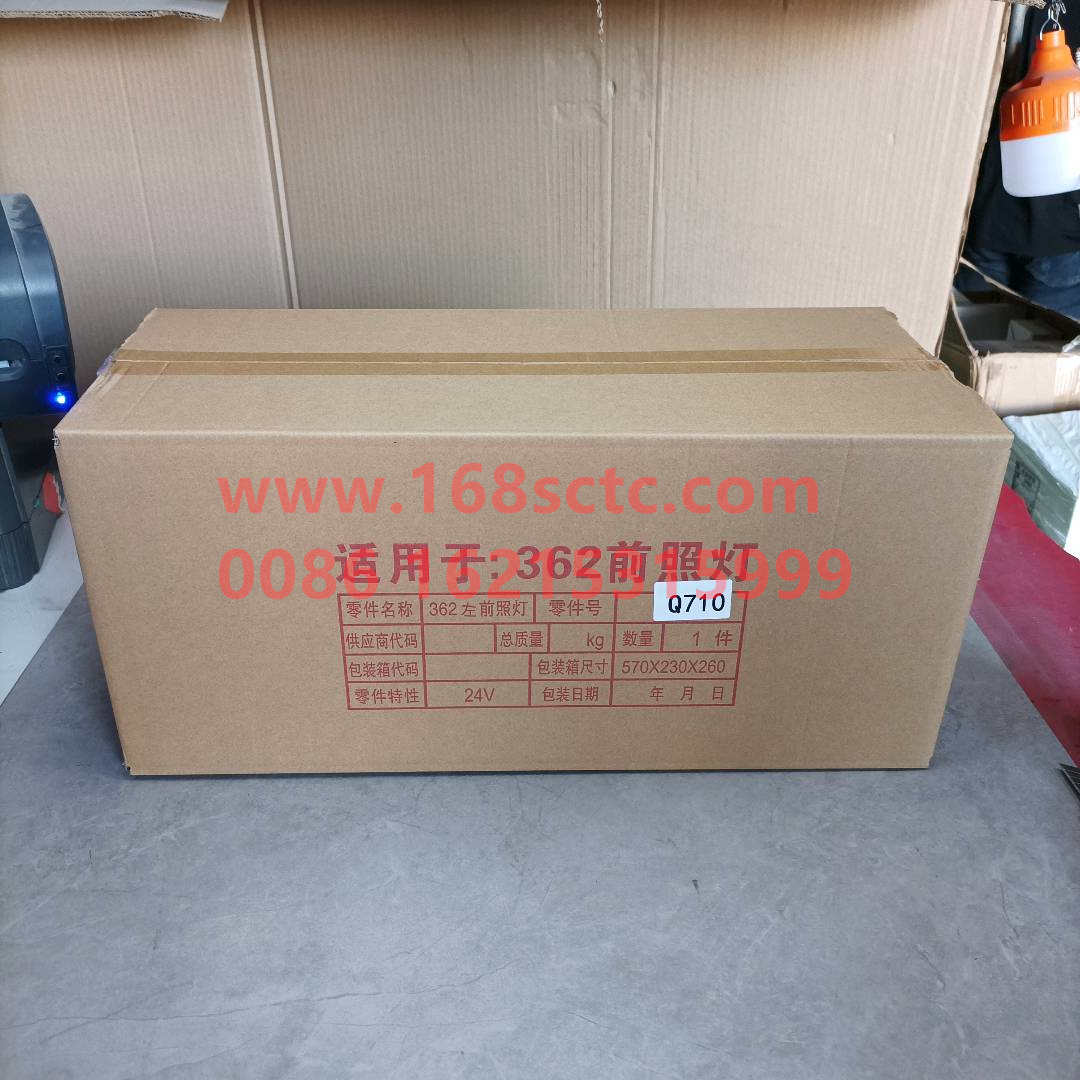 www.168sctc.com
适用于:362前照灯
0086 16215315999
零件名称 362左前照灯 零件号 Q710
供应商代码 总质量 kg 数量 1 件
包装箱代码 包装箱尺寸 570X230X260
零件特性 24V 包装日期 年 月 日